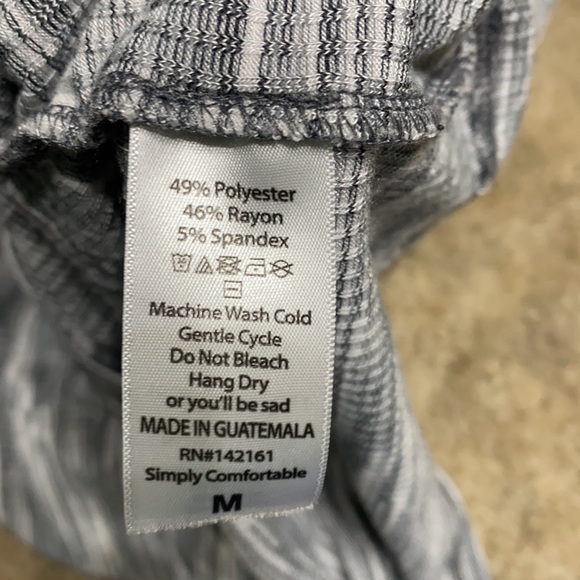 49% Polyester
46% Rayon
5% Spandex
Machine Wash Cold
Gentle Cycle
Do Not Bleach
Hang Dry
or you'll be sad
MADE IN GUATEMALA
RN#142161
Simply Comfortable
M